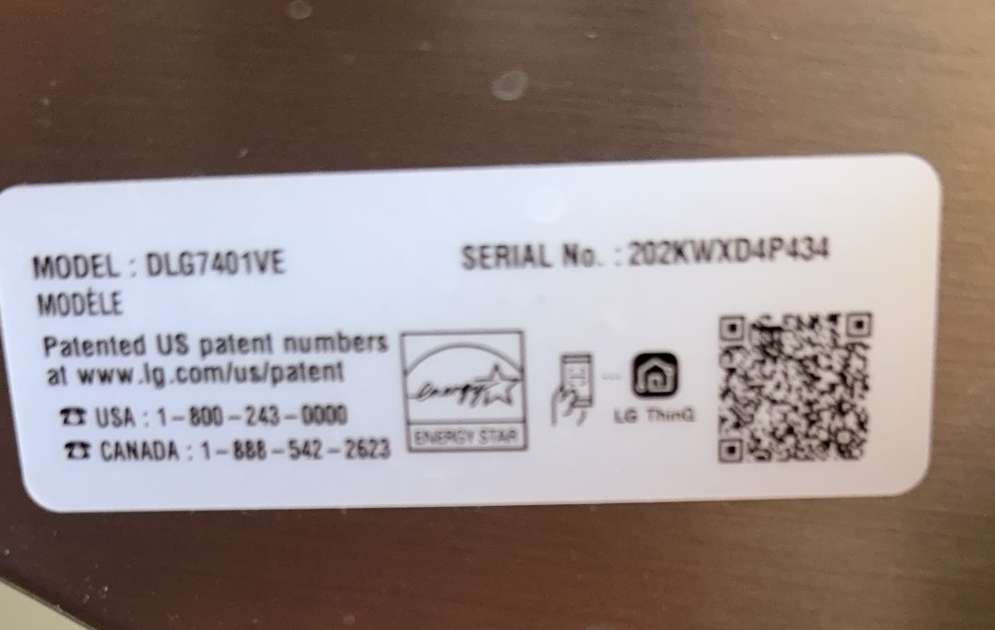 MODEL : DLG7401VE
SERIAL No. : 202KWXD4P434
MODÈLE
Patented US patent numbers
at www.lg.com/us/patent
☎ USA : 1-800-243-0000
☎ CANADA : 1-888-542-2623
energy
ENERGY STAR
LG ThinQ